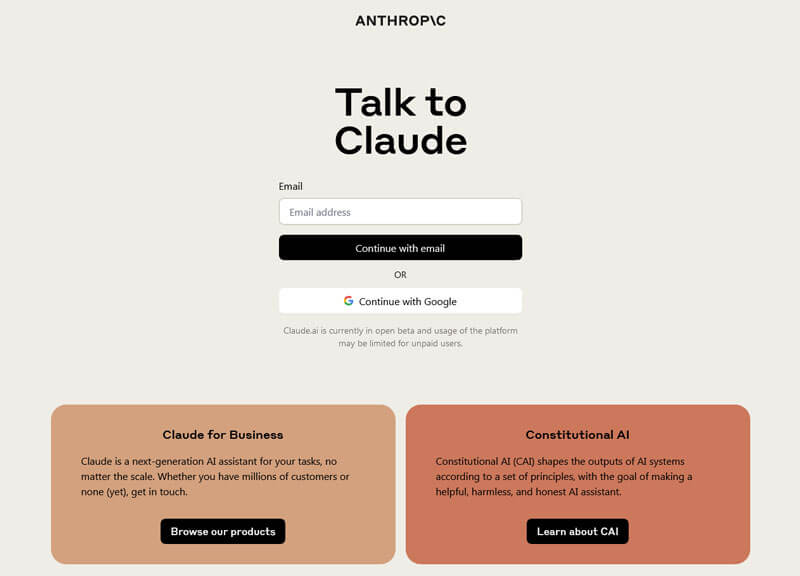 ANTHROP\C
Talk to
Claude
Email
Email address
Continue with email
OR
Continue with Google
Claude.ai is currently in open beta and usage of the platform
may be limited for unpaid users.
Claude for Business
Claude is a next-generation AI assistant for your tasks, no
matter the scale. Whether you have millions of customers or
none (yet), get in touch.
Browse our products
Constitutional AI
Constitutional AI (CAI) shapes the outputs of AI systems
according to a set of principles, with the goal of making a
helpful, harmless, and honest AI assistant.
Learn about CAI